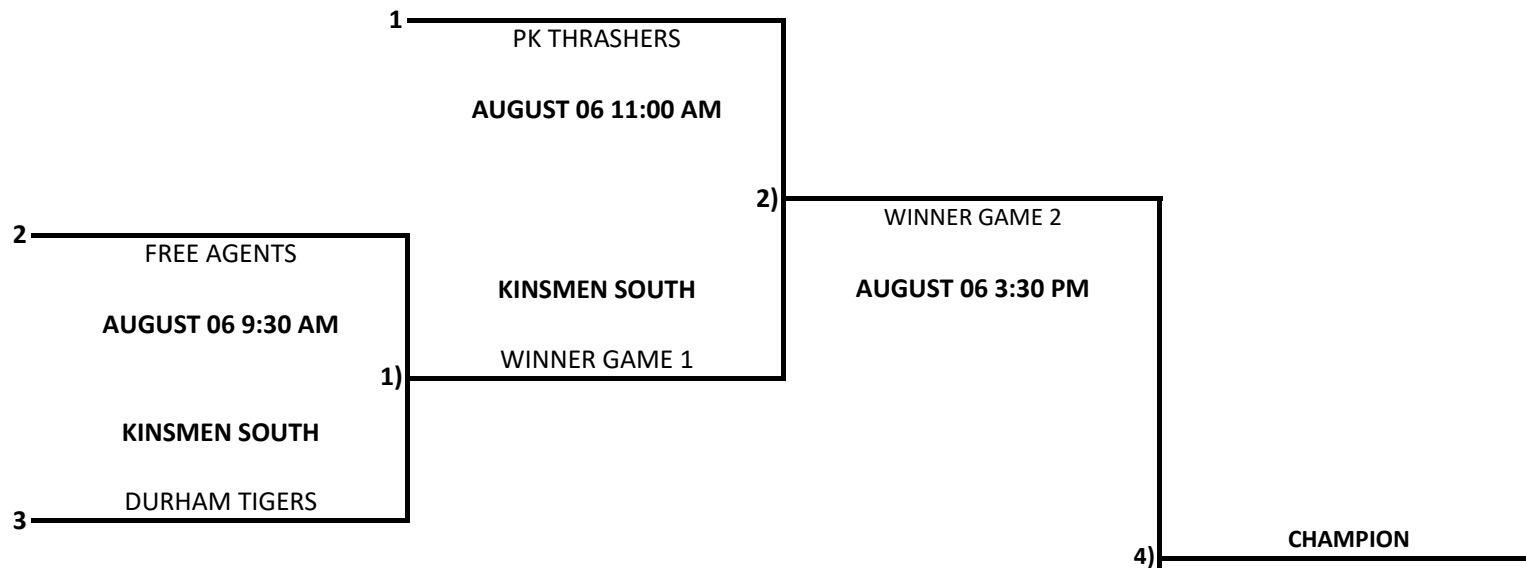 1
PK THRASHERS
AUGUST 06 11:00 AM
2)
WINNER GAME 2
2
FREE AGENTS
KINSMEN SOUTH
AUGUST 06 3:30 PM
AUGUST 06 9:30 AM
WINNER GAME 1
1)
KINSMEN SOUTH
DURHAM TIGERS
3
CHAMPION
4)